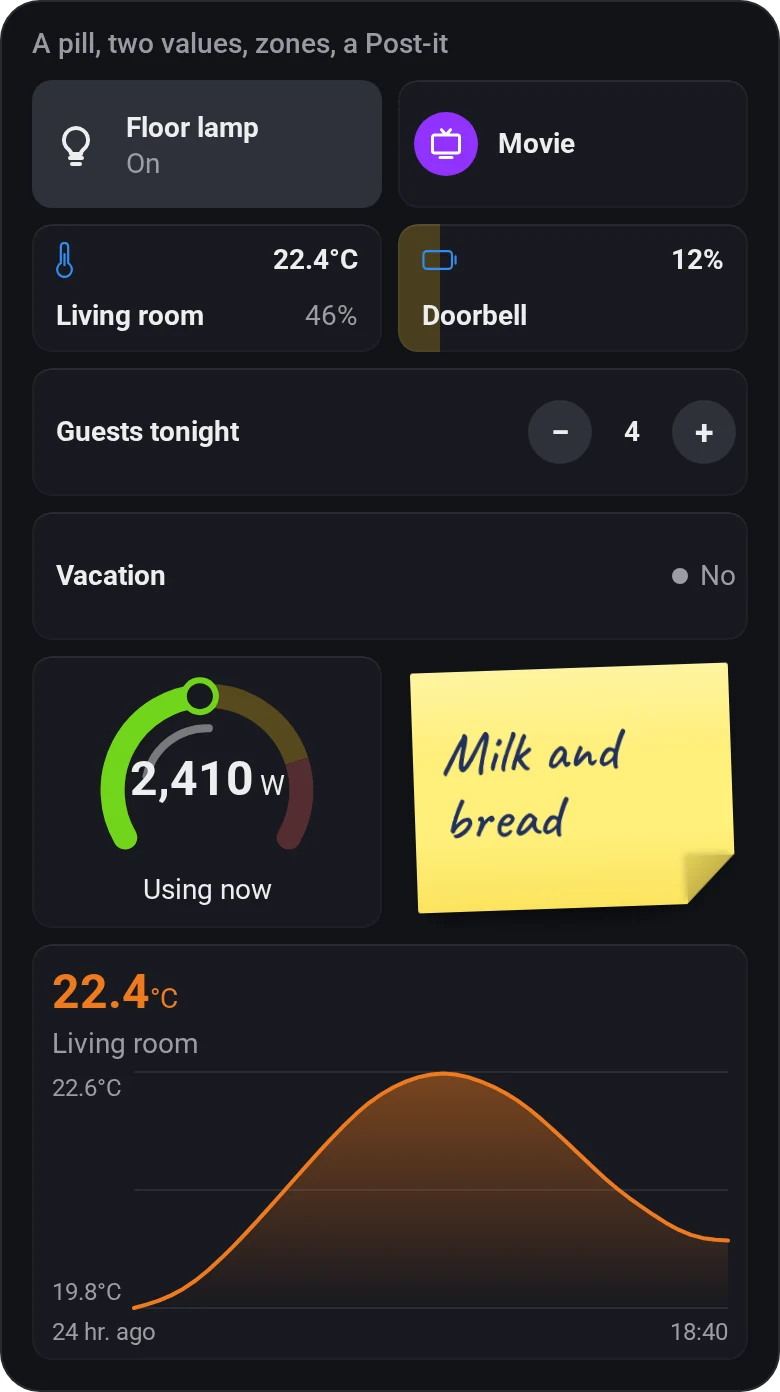 A pill, two values, zones, a Post-it
Floor lamp
On
Movie
22.4°C
Living room 46%
12%
Doorbell
Guests tonight − 4 +
Vacation No
2,410 W
Using now
Milk and
bread
22.4°C
Living room
22.6°C
19.8°C
24 hr. ago 18:40